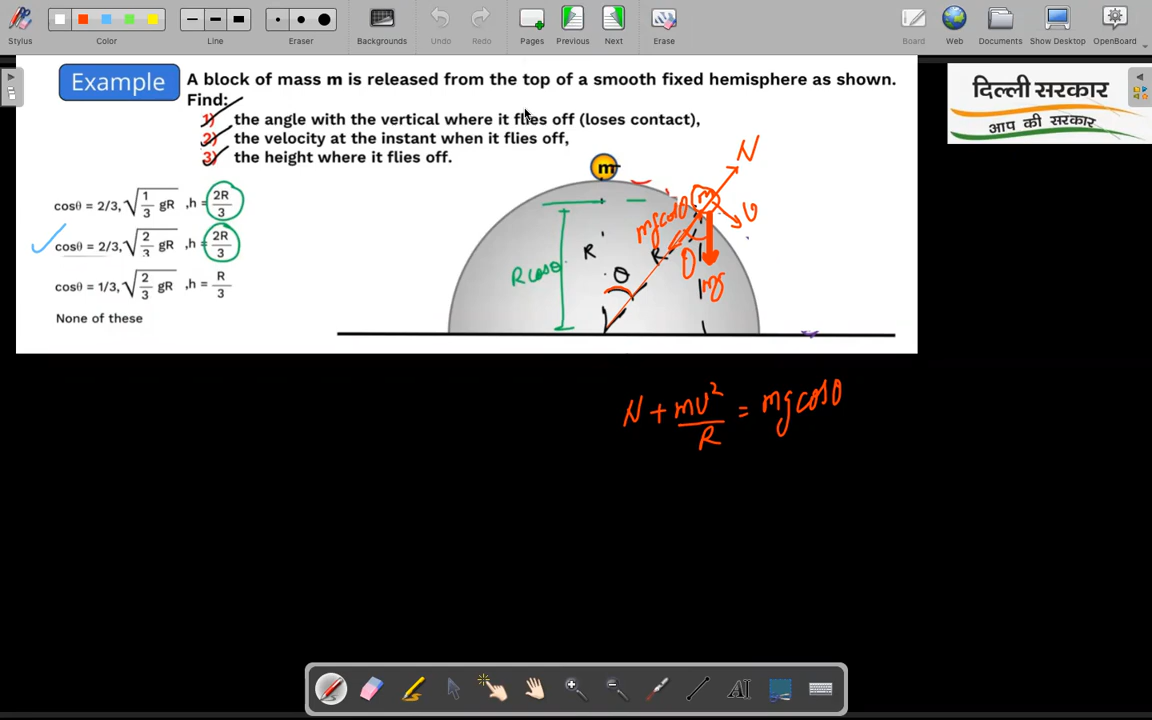 Stylus
Color
Line
Eraser
Backgrounds
Undo
Redo
Pages
Previous
Next
Erase
Board
Web
Documents
Show Desktop
OpenBoard
Example
A block of mass m is released from the top of a smooth fixed hemisphere as shown.
Find:
1) the angle with the vertical where it flies off (loses contact),
2) the velocity at the instant when it flies off,
3) the height where it flies off.
cosθ = 2/3, √(1/3) gR , h = 2R/3
cosθ = 2/3, √(2/3) gR , h = 2R/3
cosθ = 1/3, √(2/3) gR , h = R/3
None of these
दिल्ली सरकार
आप की सरकार
m
N
m
υ
mg cosθ
R
R
θ
R cosθ
θ
mg
N + mυ²/R = mg cosθ